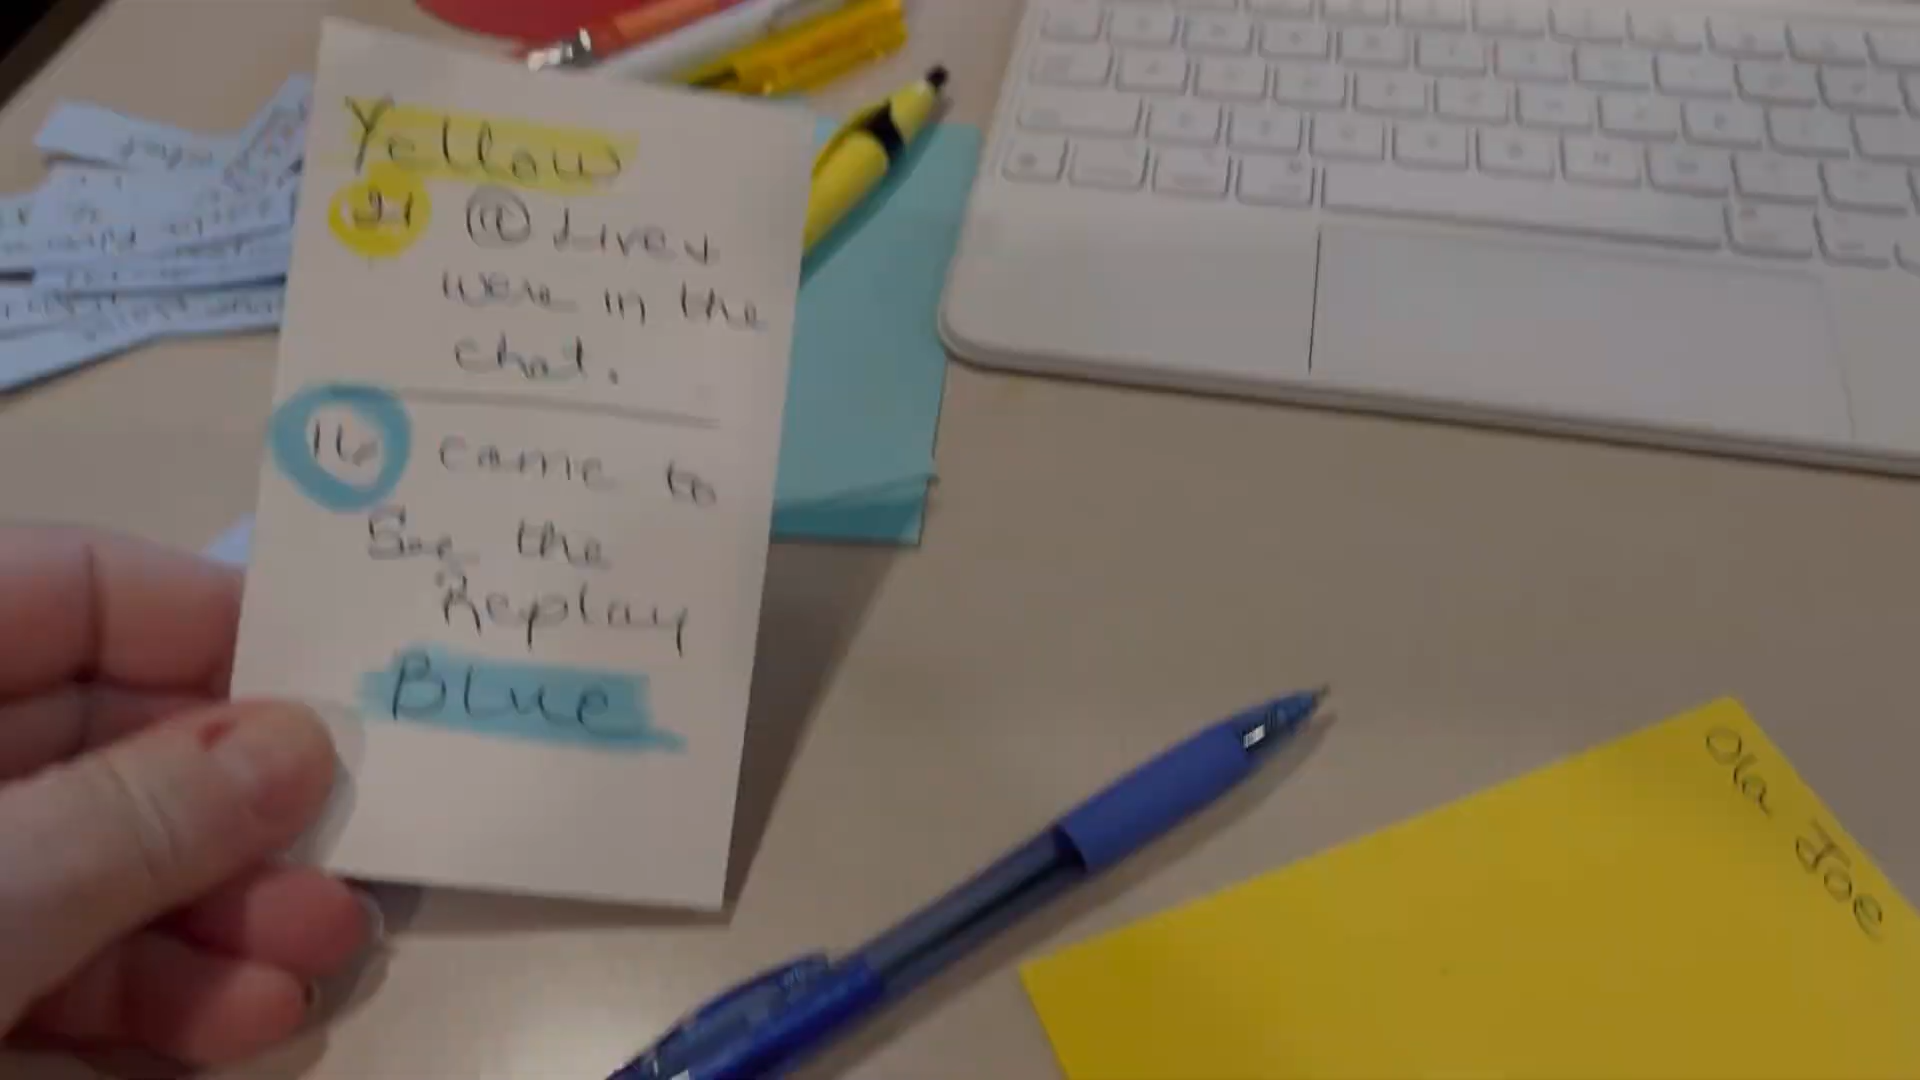 Yellow
21 @ Live &
were in the
chat.
16 came to
See the
Replay
Blue
Ola Joe